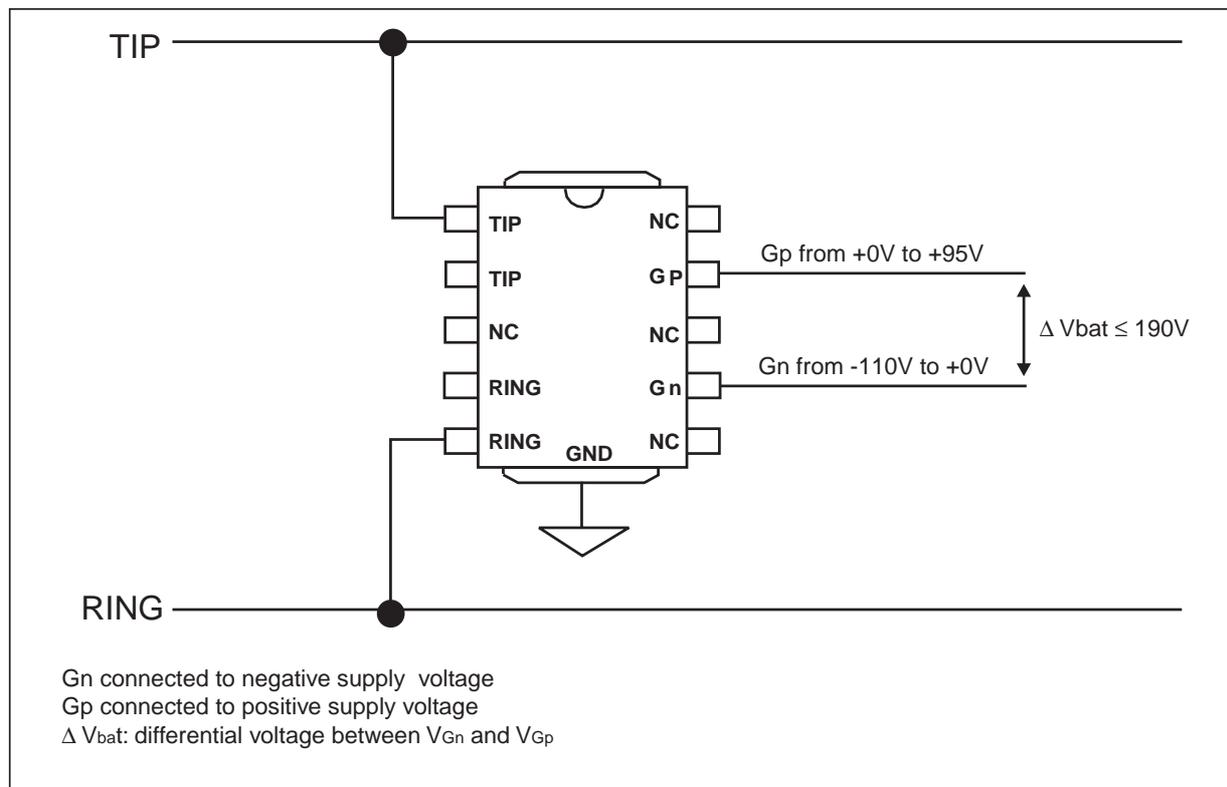 TIP
TIP
NC
TIP
GP
NC
NC
RING
Gn
RING
NC
GND
Gp from +0V to +95V
Δ Vbat ≤ 190V
Gn from -110V to +0V
RING
Gn connected to negative supply voltage
Gp connected to positive supply voltage
Δ Vbat: differential voltage between VGn and VGp